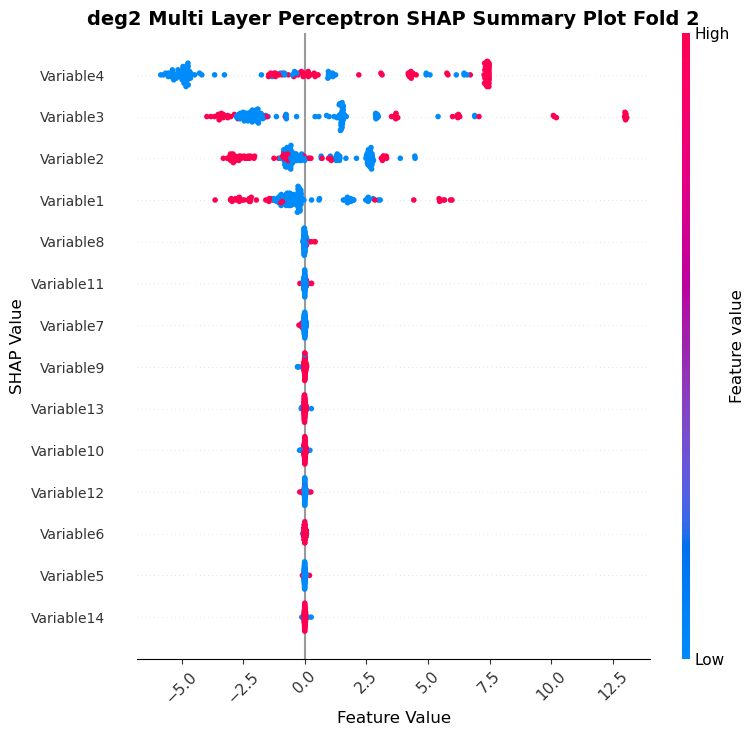 deg2 Multi Layer Perceptron SHAP Summary Plot Fold 2
High
Variable4
Variable3
Variable2
Variable1
Variable8
Variable11
Variable7
Variable9
Variable13
Variable10
Variable12
Variable6
Variable5
Variable14
SHAP Value
Feature value
Low
−5.0
−2.5
0.0
2.5
5.0
7.5
10.0
12.5
Feature Value